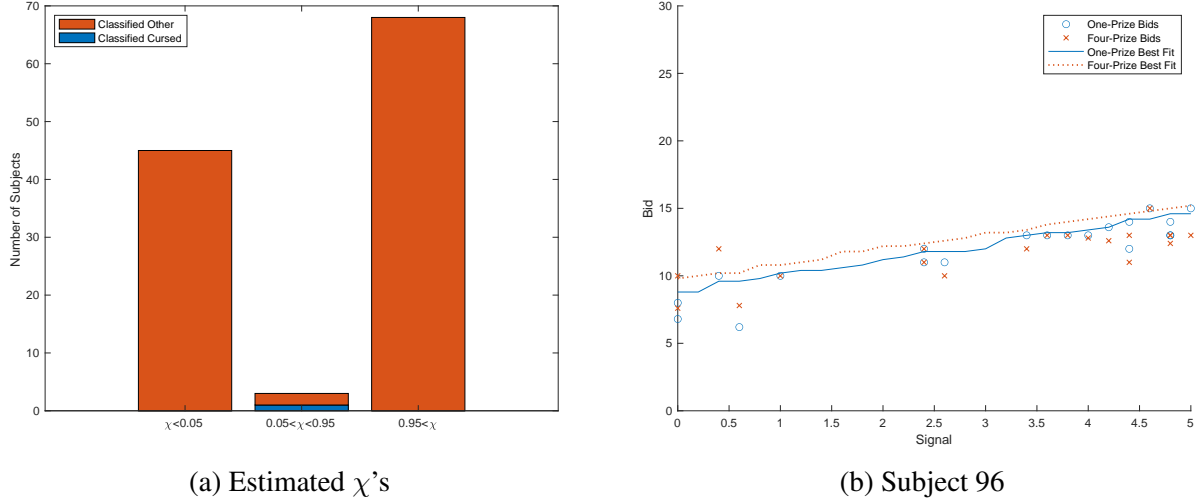 Classified Other
Classified Cursed
Number of Subjects
70
60
50
40
30
20
10
0
χ<0.05
0.05<χ<0.95
0.95<χ
(a) Estimated χ's
One-Prize Bids
Four-Prize Bids
One-Prize Best Fit
Four-Prize Best Fit
Bid
30
25
20
15
10
5
0
0 0.5 1 1.5 2 2.5 3 3.5 4 4.5 5
Signal
(b) Subject 96